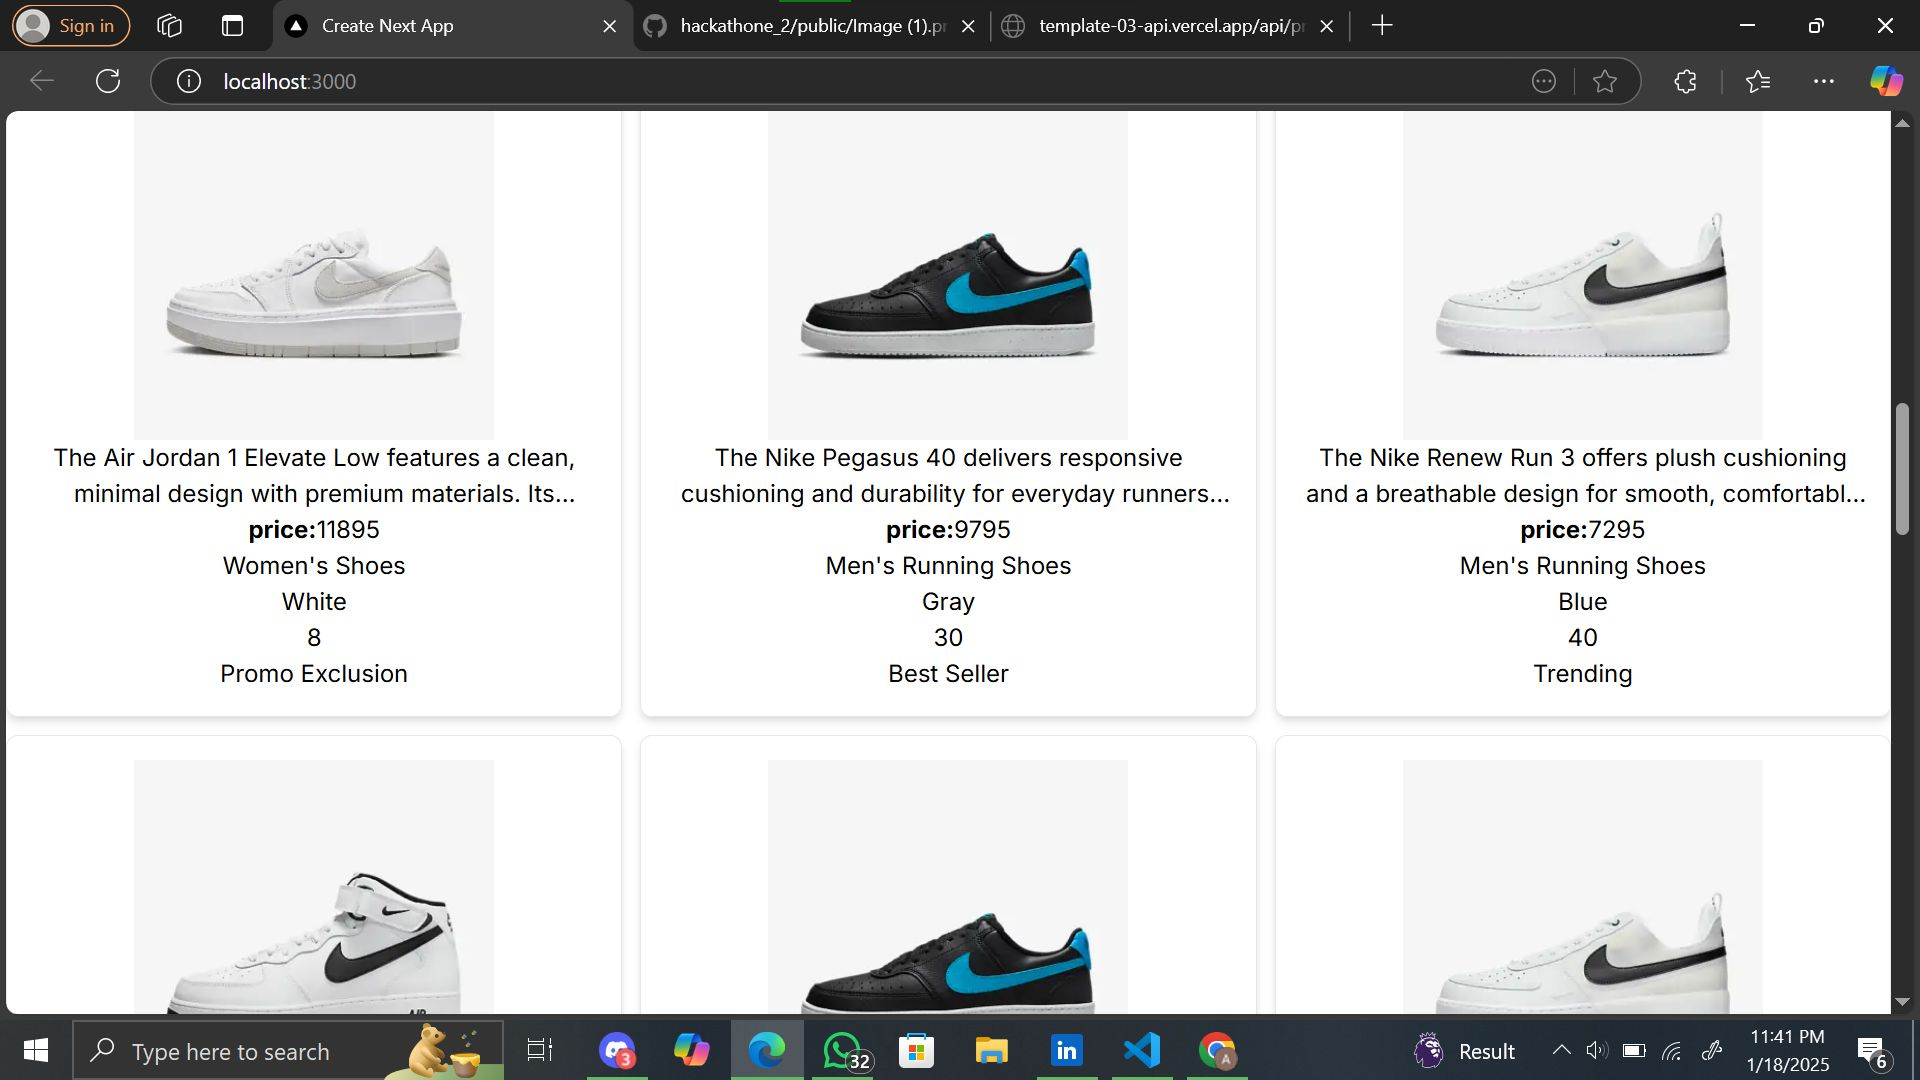 Sign in
Create Next App
hackathone_2/public/Image (1).pr
template-03-api.vercel.app/api/pr
localhost:3000
The Air Jordan 1 Elevate Low features a clean,
minimal design with premium materials. Its...
price:11895
Women's Shoes
White
8
Promo Exclusion
The Nike Pegasus 40 delivers responsive
cushioning and durability for everyday runners...
price:9795
Men's Running Shoes
Gray
30
Best Seller
The Nike Renew Run 3 offers plush cushioning
and a breathable design for smooth, comfortabl...
price:7295
Men's Running Shoes
Blue
40
Trending
AIR
Type here to search
3
32
in
A
Result
11:41 PM
1/18/2025
6